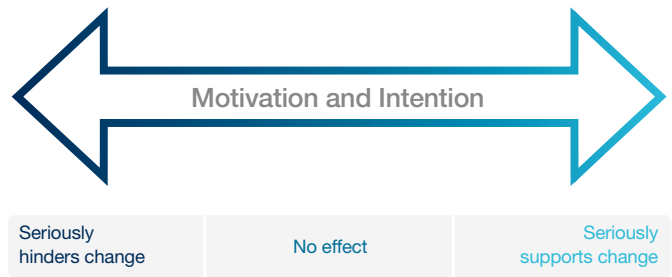 Motivation and Intention
Seriously
hinders change
No effect
Seriously
supports change